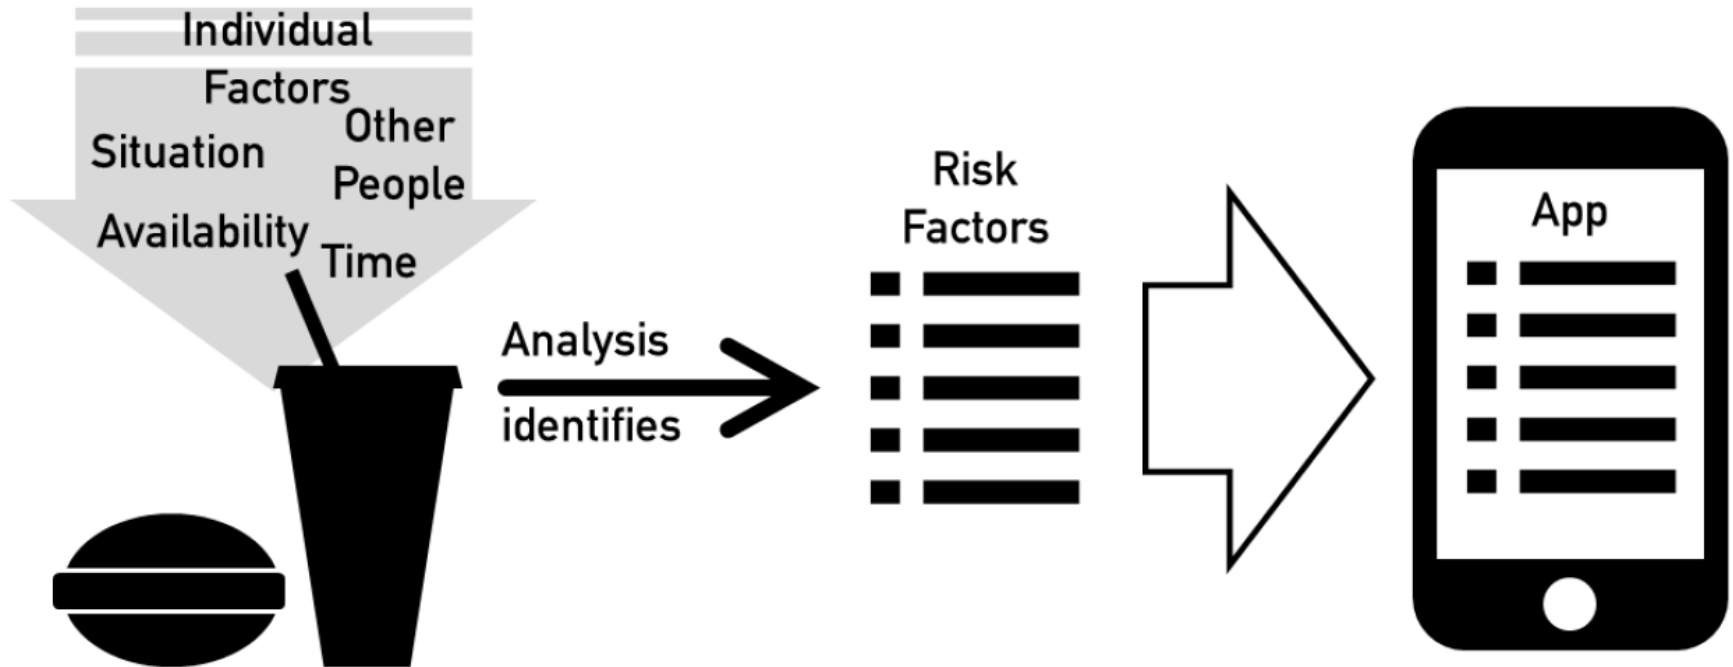 Individual
Factors
Other
People
Situation
Availability
Time
Analysis
identifies
Risk
Factors
App